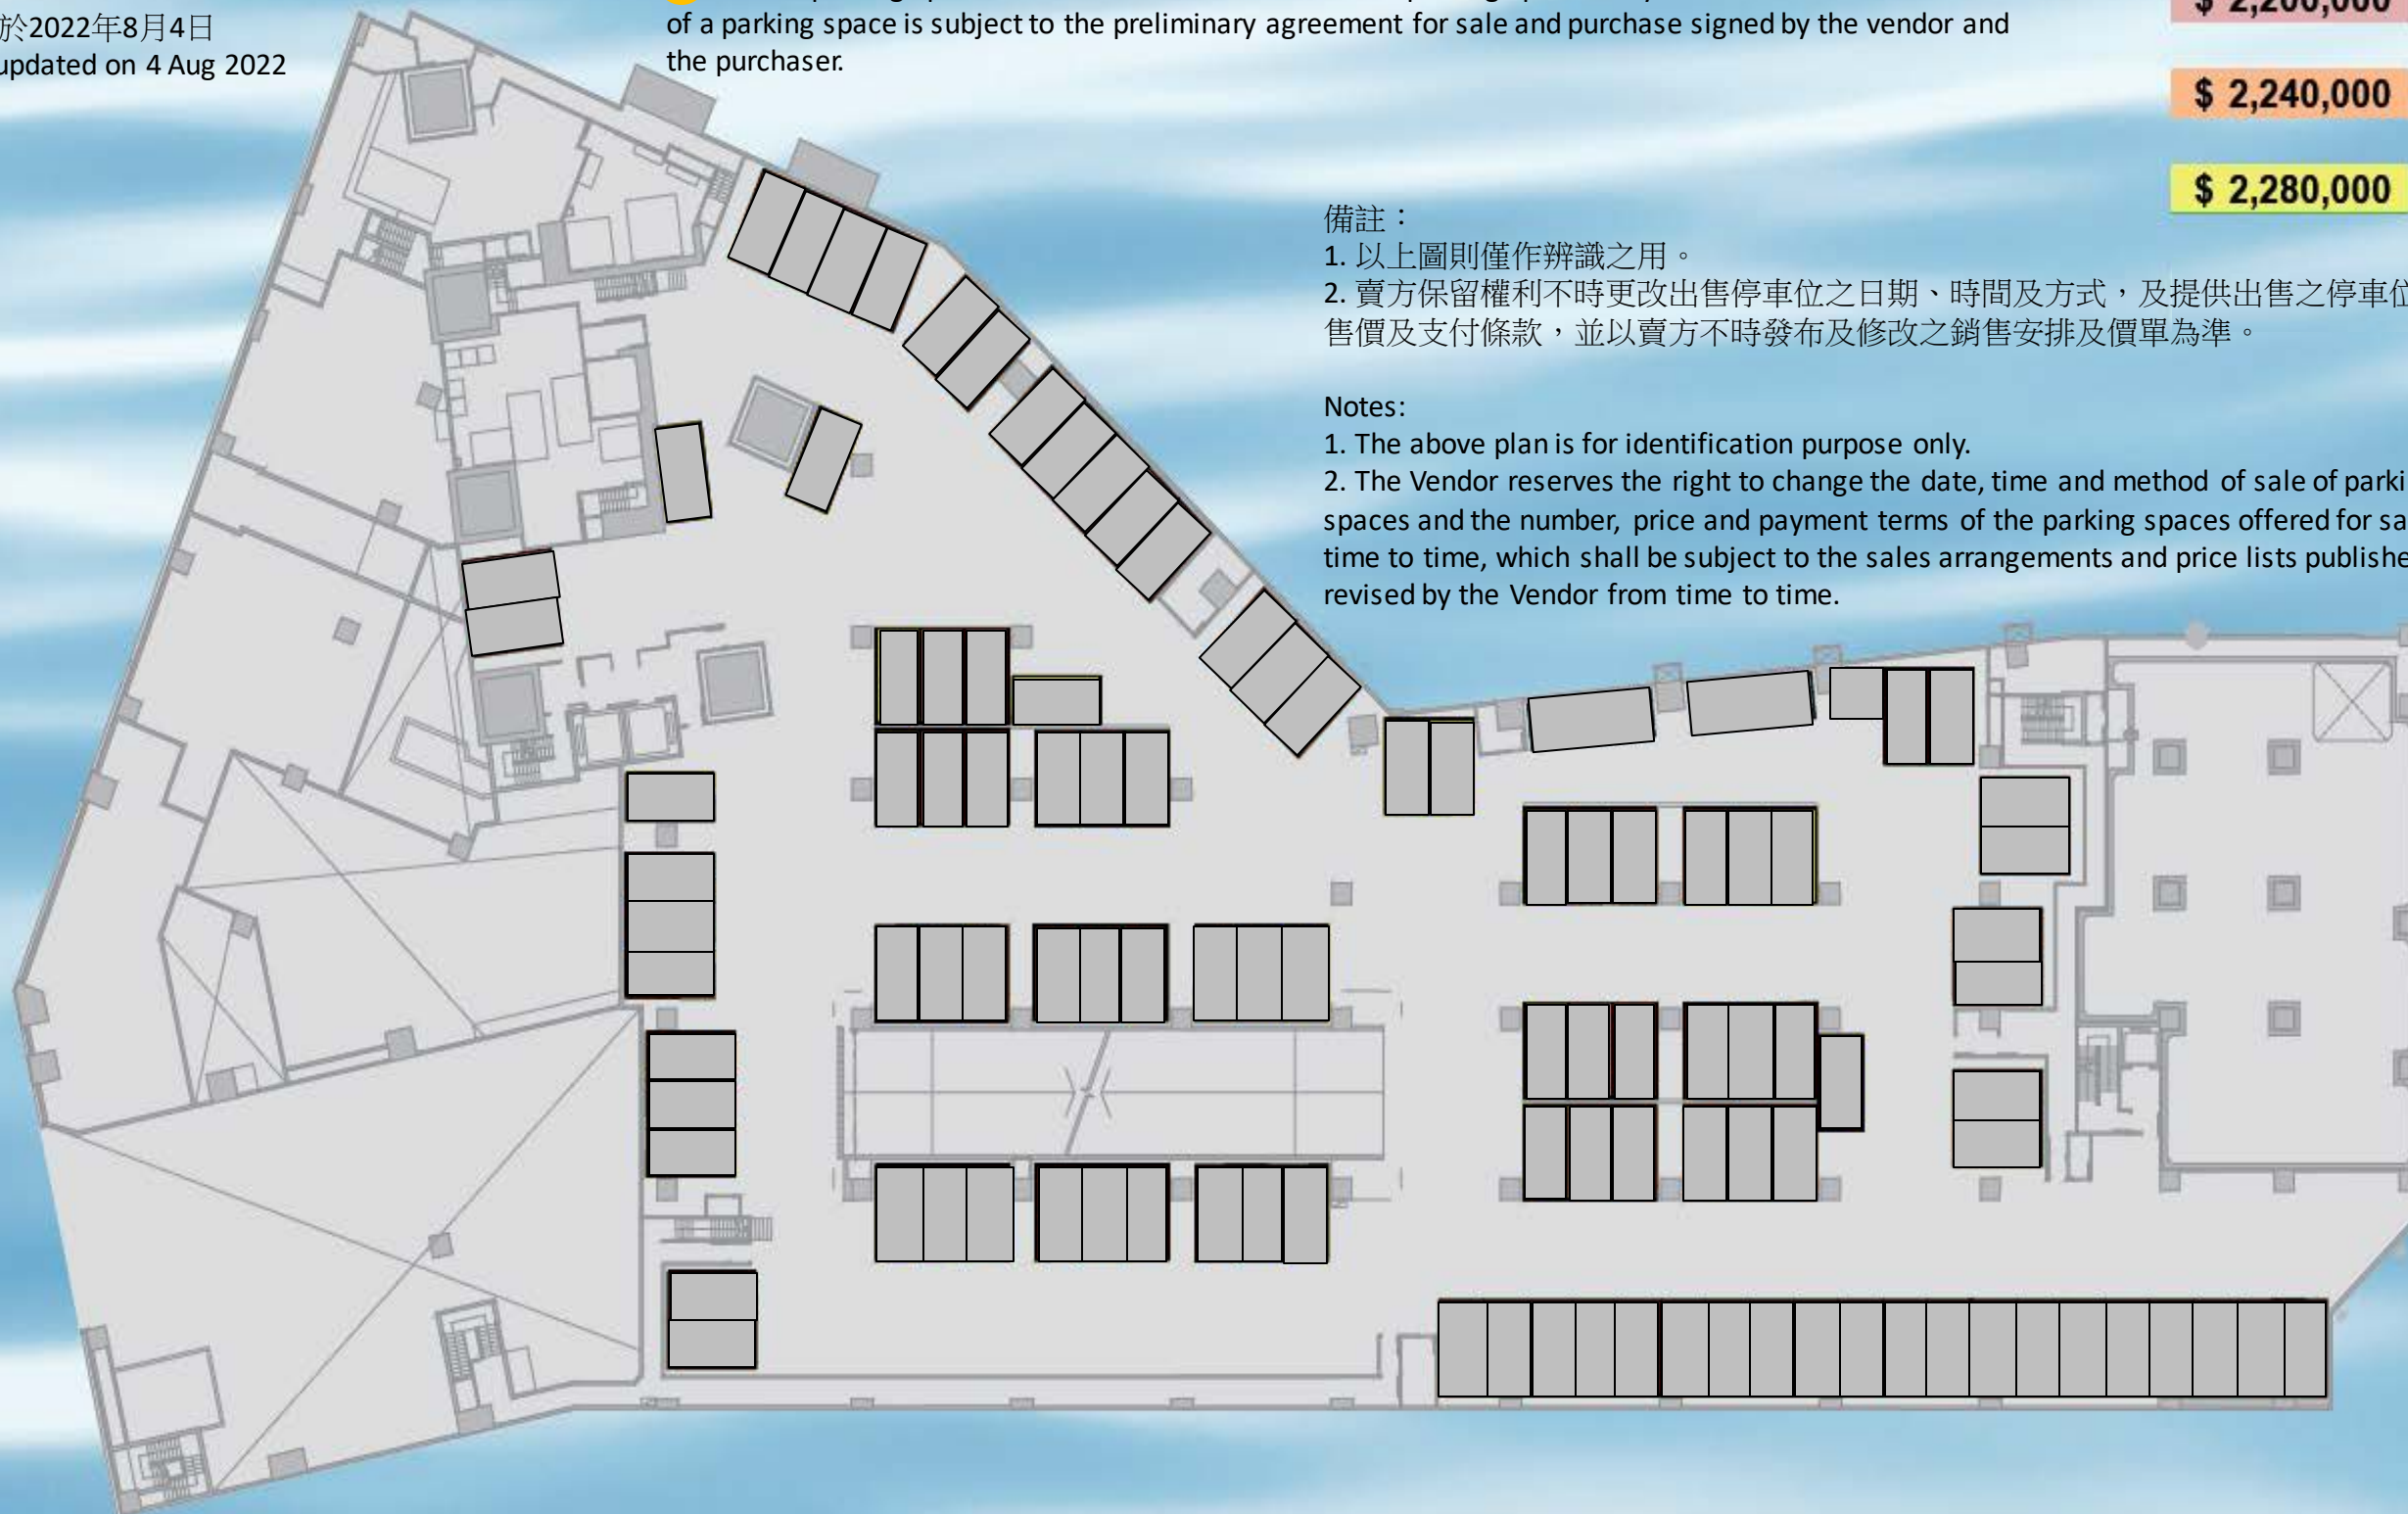 於2022年8月4日
updated on 4 Aug 2022
of a parking space is subject to the preliminary agreement for sale and purchase signed by the vendor and
the purchaser.
$ 2,200,000
$ 2,240,000
$ 2,280,000
備註：
1. 以上圖則僅作辨識之用。
2. 賣方保留權利不時更改出售停車位之日期、時間及方式，及提供出售之停車位
售價及支付條款，並以賣方不時發布及修改之銷售安排及價單為準。
Notes:
1. The above plan is for identification purpose only.
2. The Vendor reserves the right to change the date, time and method of sale of parki
spaces and the number, price and payment terms of the parking spaces offered for sa
time to time, which shall be subject to the sales arrangements and price lists publishe
revised by the Vendor from time to time.